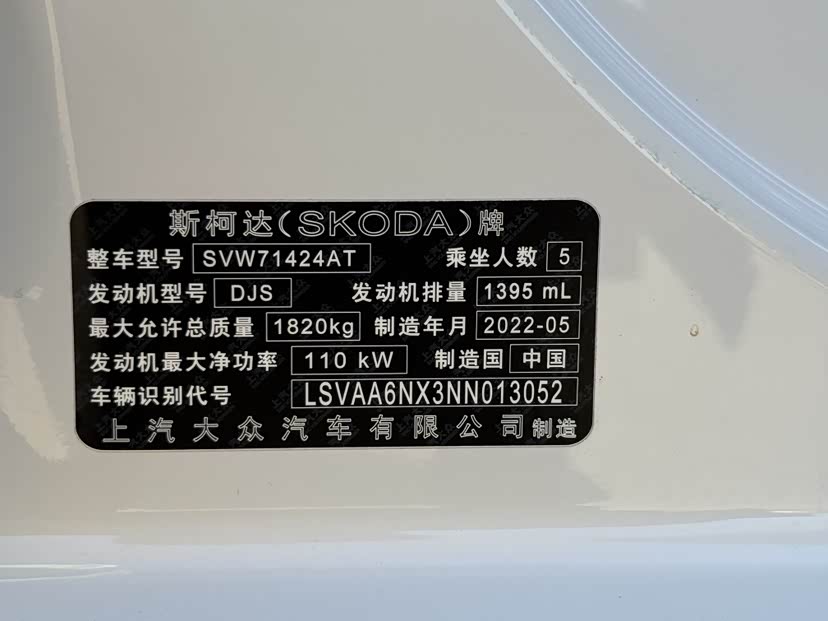 斯柯达(SKODA)牌
整车型号 SVW71424AT 乘坐人数 5
发动机型号 DJS 发动机排量 1395 mL
最大允许总质量 1820kg 制造年月 2022-05
发动机最大净功率 110 kW 制造国 中国
车辆识别代号 LSVAA6NX3NN013052
上汽大众汽车有限公司制造